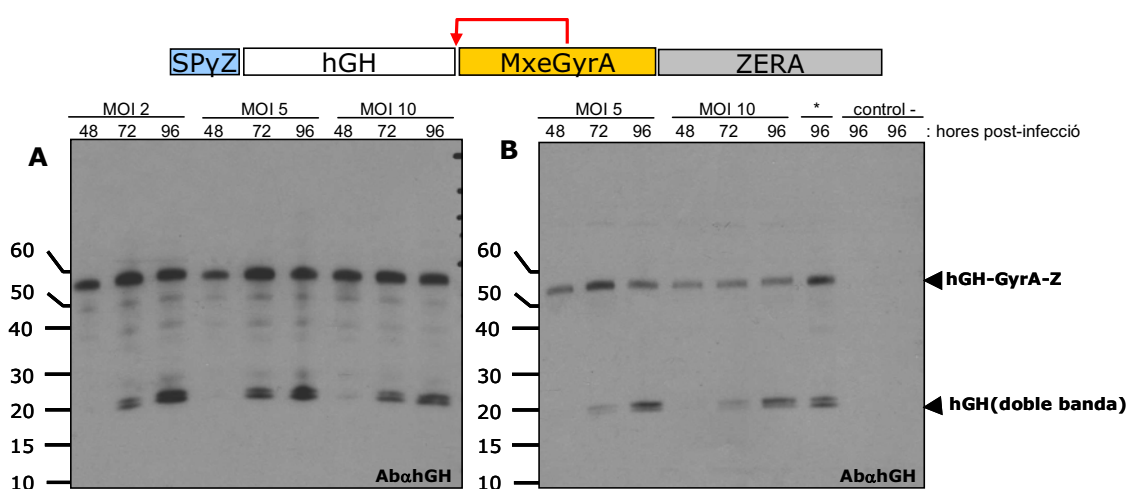 SPγZ hGH MxeGyrA ZERA
MOI 2 MOI 5 MOI 10
48 72 96 48 72 96 48 72 96
A
60
50
40
30
20
15
10
AbαhGH
MOI 5 MOI 10 * control -
48 72 96 48 72 96 96 96 96 : hores post-infecció
B
60
50
40
30
20
15
10
hGH-GyrA-Z
hGH(doble banda)
AbαhGH